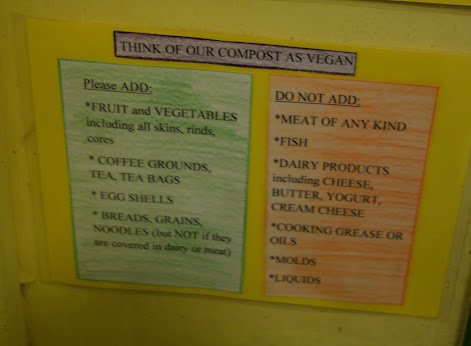 THINK OF OUR COMPOST AS VEGAN
Please ADD:
*FRUIT and VEGETABLES
including all skins, rinds,
cores
* COFFEE GROUNDS,
TEA, TEA BAGS
* EGG SHELLS
* BREADS, GRAINS,
NOODLES (but NOT if they
are covered in dairy or meat)
DO NOT ADD:
*MEAT OF ANY KIND
*FISH
*DAIRY PRODUCTS
including CHEESE,
BUTTER, YOGURT,
CREAM CHEESE
*COOKING GREASE OR
OILS
*MOLDS
*LIQUIDS